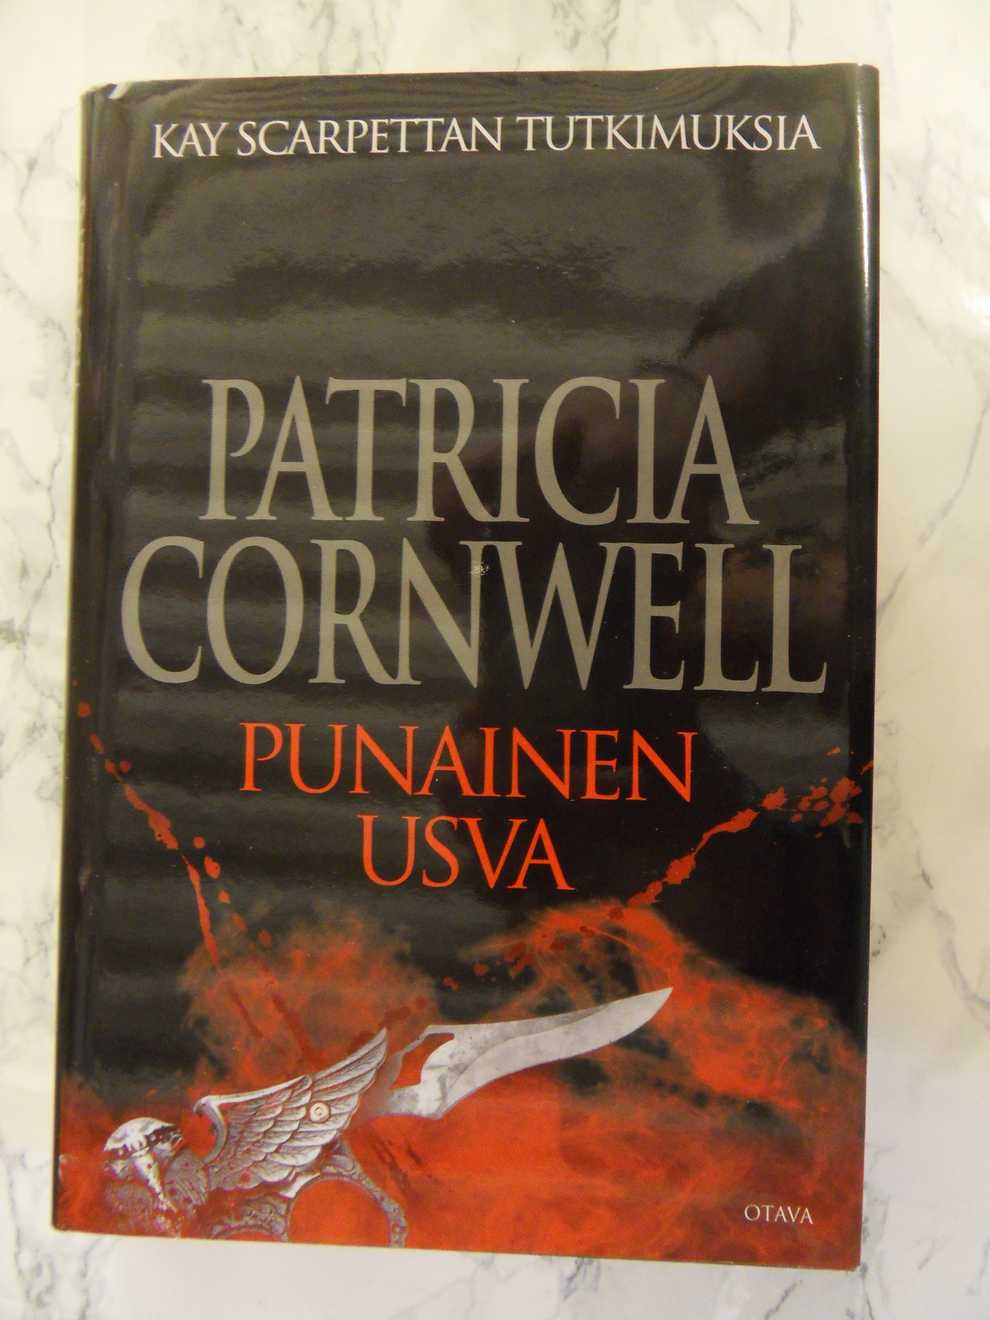 KAY SCARPETTAN TUTKIMUKSIA
PATRICIA
CORNWELL
PUNAINEN
USVA
OTAVA